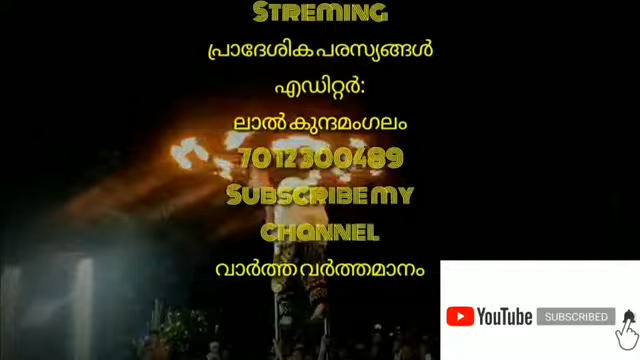 STREMING
പ്രാദേശിക പരസ്യങ്ങൾ
എഡിറ്റർ:
ലാൽ കുന്ദമംഗലം
7012300489
SUBSCRIBE MY
CHANNEL
വാർത്ത വർത്തമാനം
YouTube SUBSCRIBED